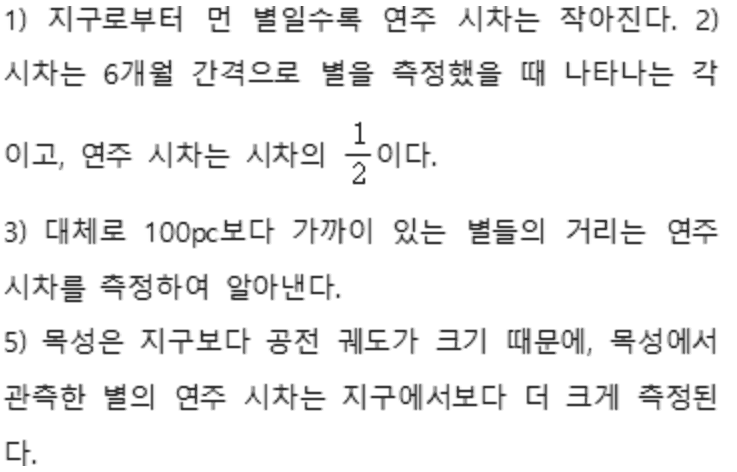 1) 지구로부터 먼 별일수록 연주 시차는 작아진다. 2)
시차는 6개월 간격으로 별을 측정했을 때 나타나는 각
이고, 연주 시차는 시차의 1/2이다.
3) 대체로 100pc보다 가까이 있는 별들의 거리는 연주
시차를 측정하여 알아낸다.
5) 목성은 지구보다 공전 궤도가 크기 때문에, 목성에서
관측한 별의 연주 시차는 지구에서보다 더 크게 측정된
다.